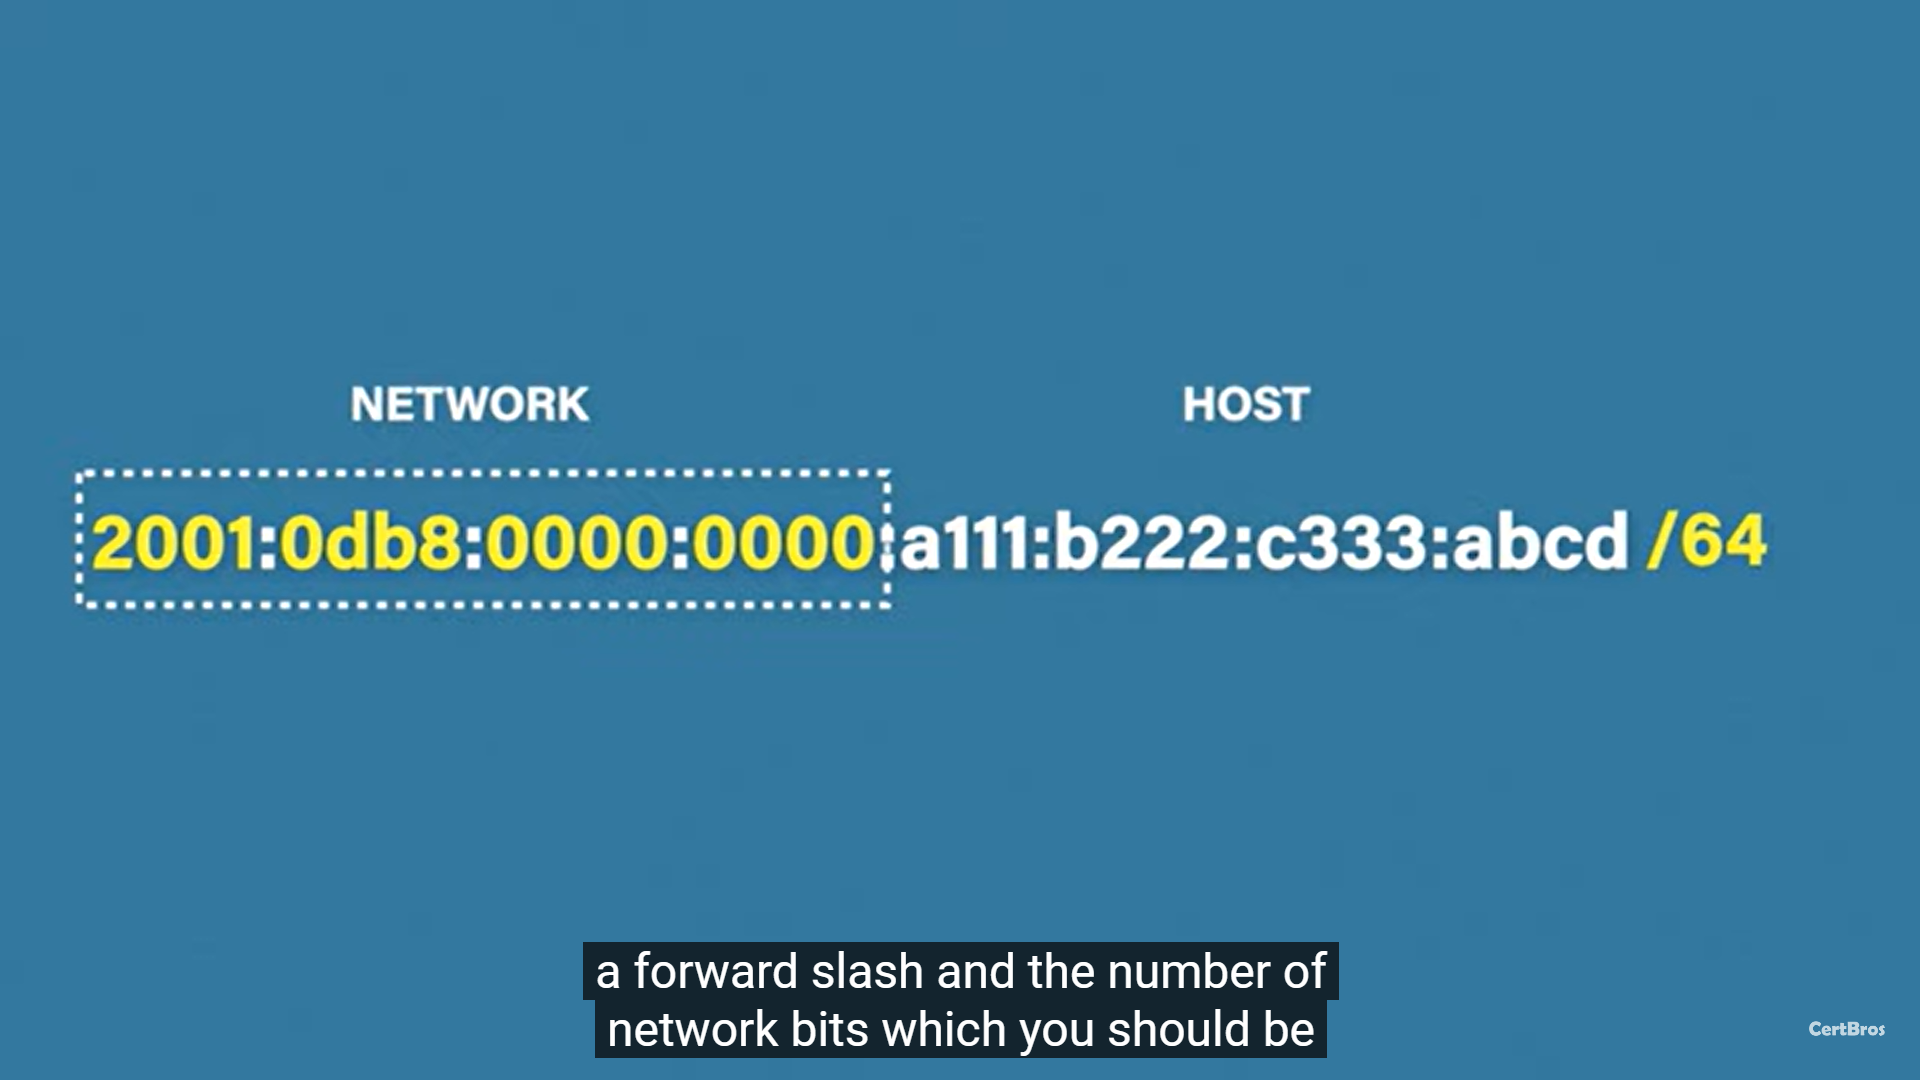 NETWORK HOST
2001:0db8:0000:0000:a111:b222:c333:abcd /64
a forward slash and the number of
network bits which you should be
CertBros